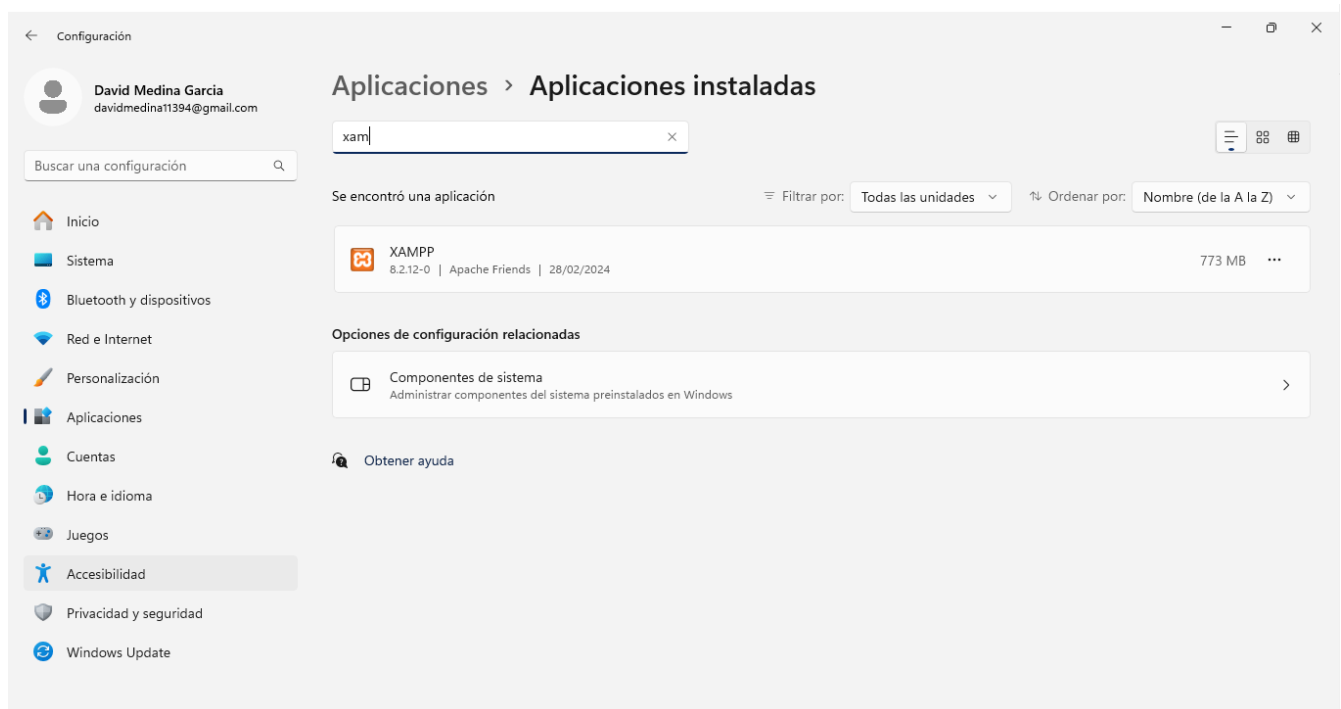 Configuración
David Medina Garcia
davidmedina11394@gmail.com
Buscar una configuración
Inicio
Sistema
Bluetooth y dispositivos
Red e Internet
Personalización
Aplicaciones
Cuentas
Hora e idioma
Juegos
Accesibilidad
Privacidad y seguridad
Windows Update
Aplicaciones > Aplicaciones instaladas
xam
Se encontró una aplicación
Filtrar por: Todas las unidades
Ordenar por: Nombre (de la A la Z)
XAMPP
8.2.12-0 | Apache Friends | 28/02/2024
773 MB
Opciones de configuración relacionadas
Componentes de sistema
Administrar componentes del sistema preinstalados en Windows
Obtener ayuda